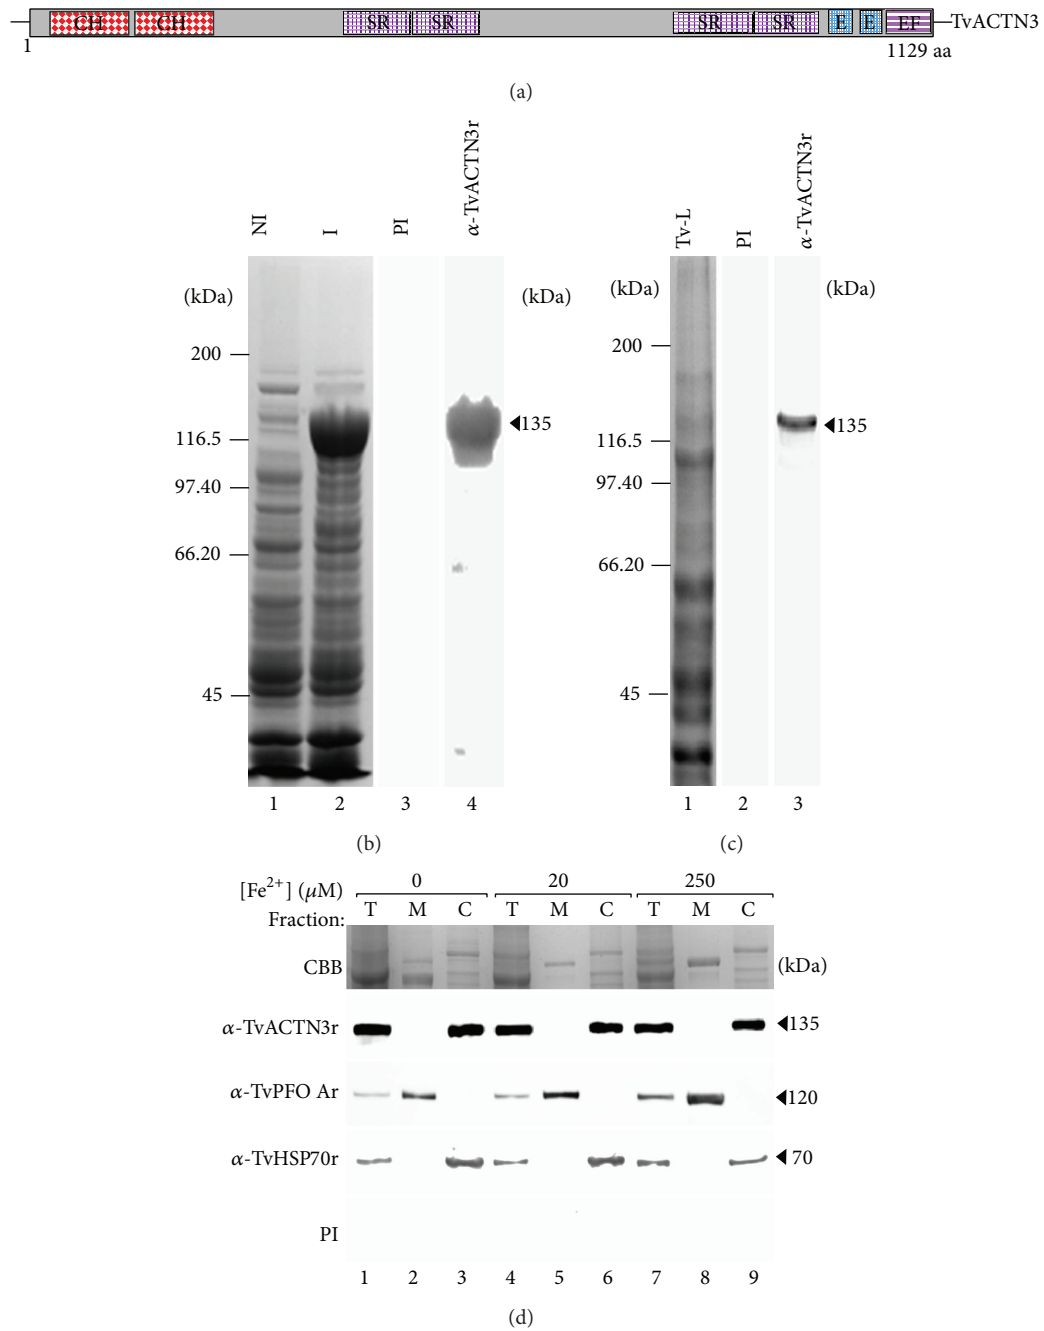 CH CH SR SR SR SR E E EF TvACTN3
1 1129 aa
(a)
NI I PI α-TvACTN3r
(kDa) (kDa)
200
116.5
97.40
66.20
45
135
1 2 3 4
(b)
Tv-L PI α-TvACTN3r
(kDa) (kDa)
200
116.5
97.40
66.20
45
135
1 2 3
(c)
[Fe²⁺] (μM) 0 20 250
Fraction: T M C T M C T M C
CBB (kDa)
α-TvACTN3r 135
α-TvPFO Ar 120
α-TvHSP70r 70
PI
1 2 3 4 5 6 7 8 9
(d)